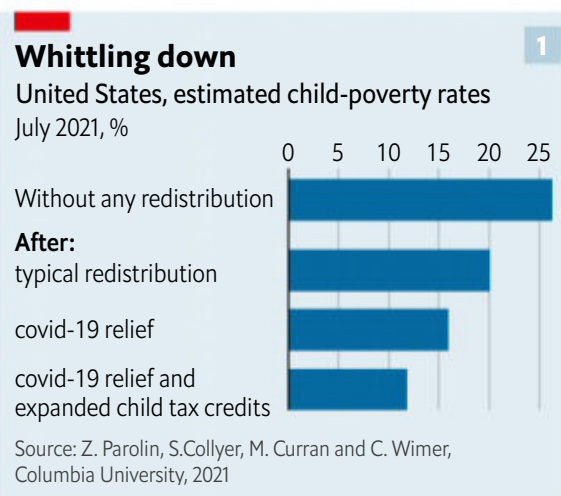 1
Whittling down
United States, estimated child-poverty rates
July 2021, %
0 5 10 15 20 25
Without any redistribution
After:
typical redistribution
covid-19 relief
covid-19 relief and
expanded child tax credits
Source: Z. Parolin, S.Collyer, M. Curran and C. Wimer,
Columbia University, 2021